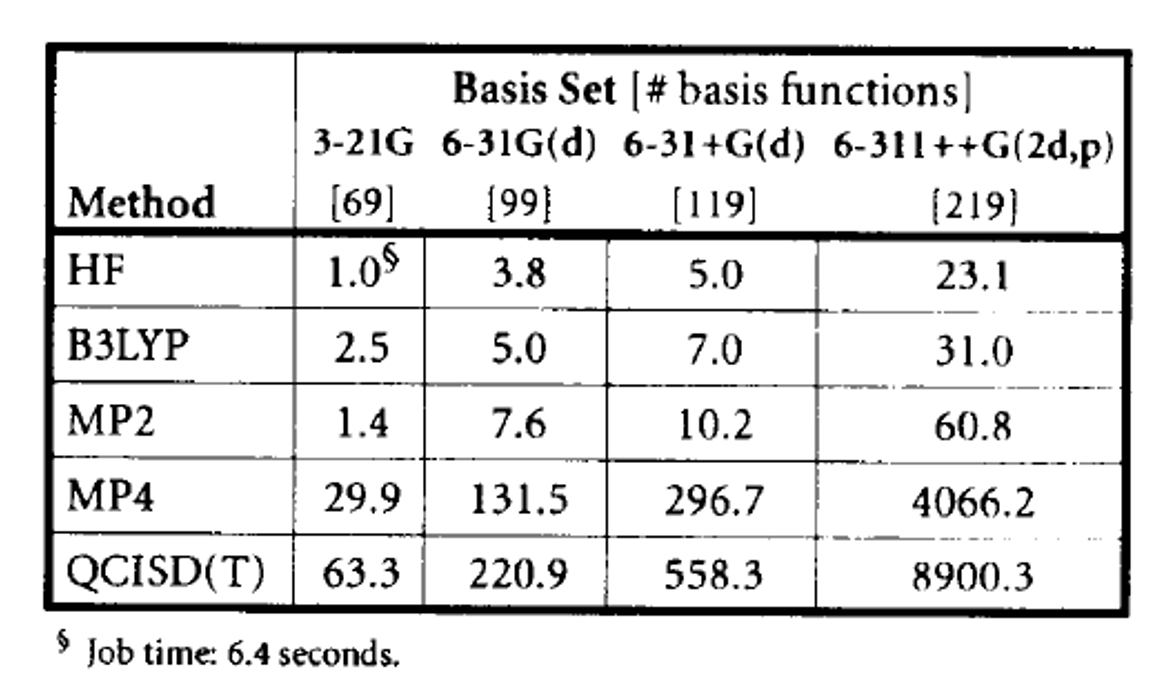 Basis Set [# basis functions]
3-21G 6-31G(d) 6-31+G(d) 6-311++G(2d,p)
Method [69] [99] [119] [219]
HF 1.0§ 3.8 5.0 23.1
B3LYP 2.5 5.0 7.0 31.0
MP2 1.4 7.6 10.2 60.8
MP4 29.9 131.5 296.7 4066.2
QCISD(T) 63.3 220.9 558.3 8900.3
§ Job time: 6.4 seconds.